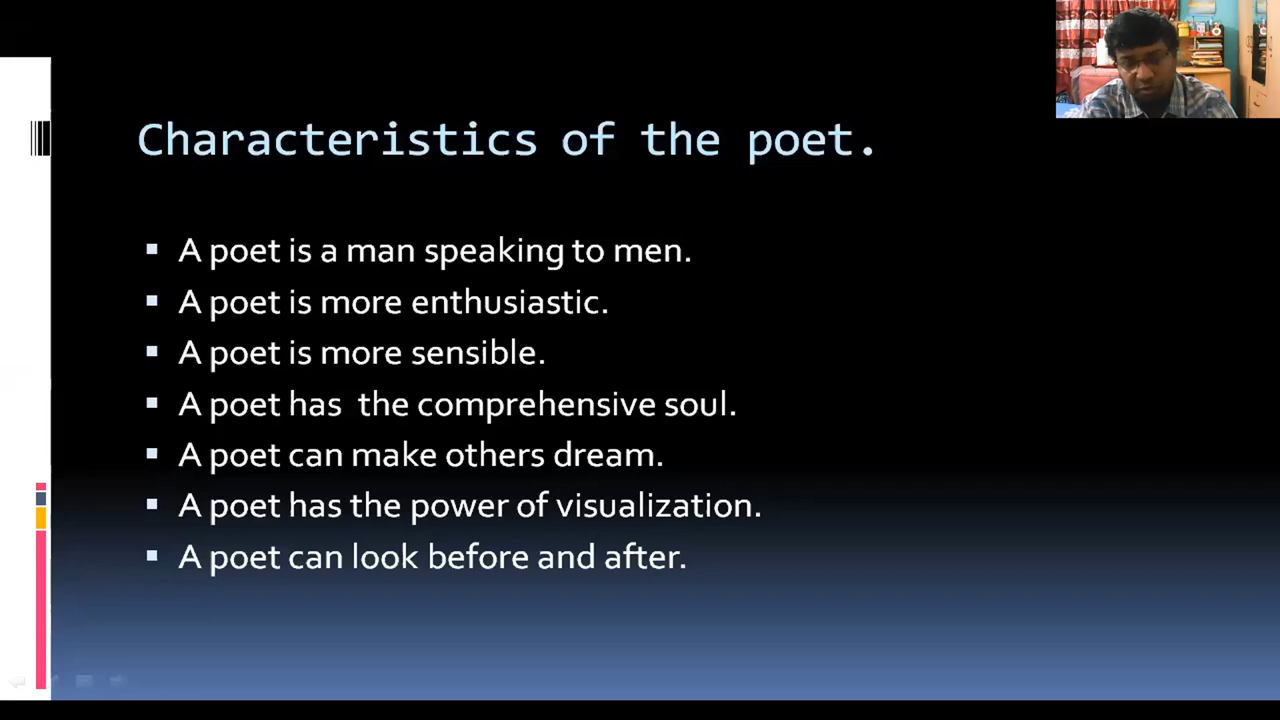 Characteristics of the poet.
A poet is a man speaking to men.
A poet is more enthusiastic.
A poet is more sensible.
A poet has the comprehensive soul.
A poet can make others dream.
A poet has the power of visualization.
A poet can look before and after.